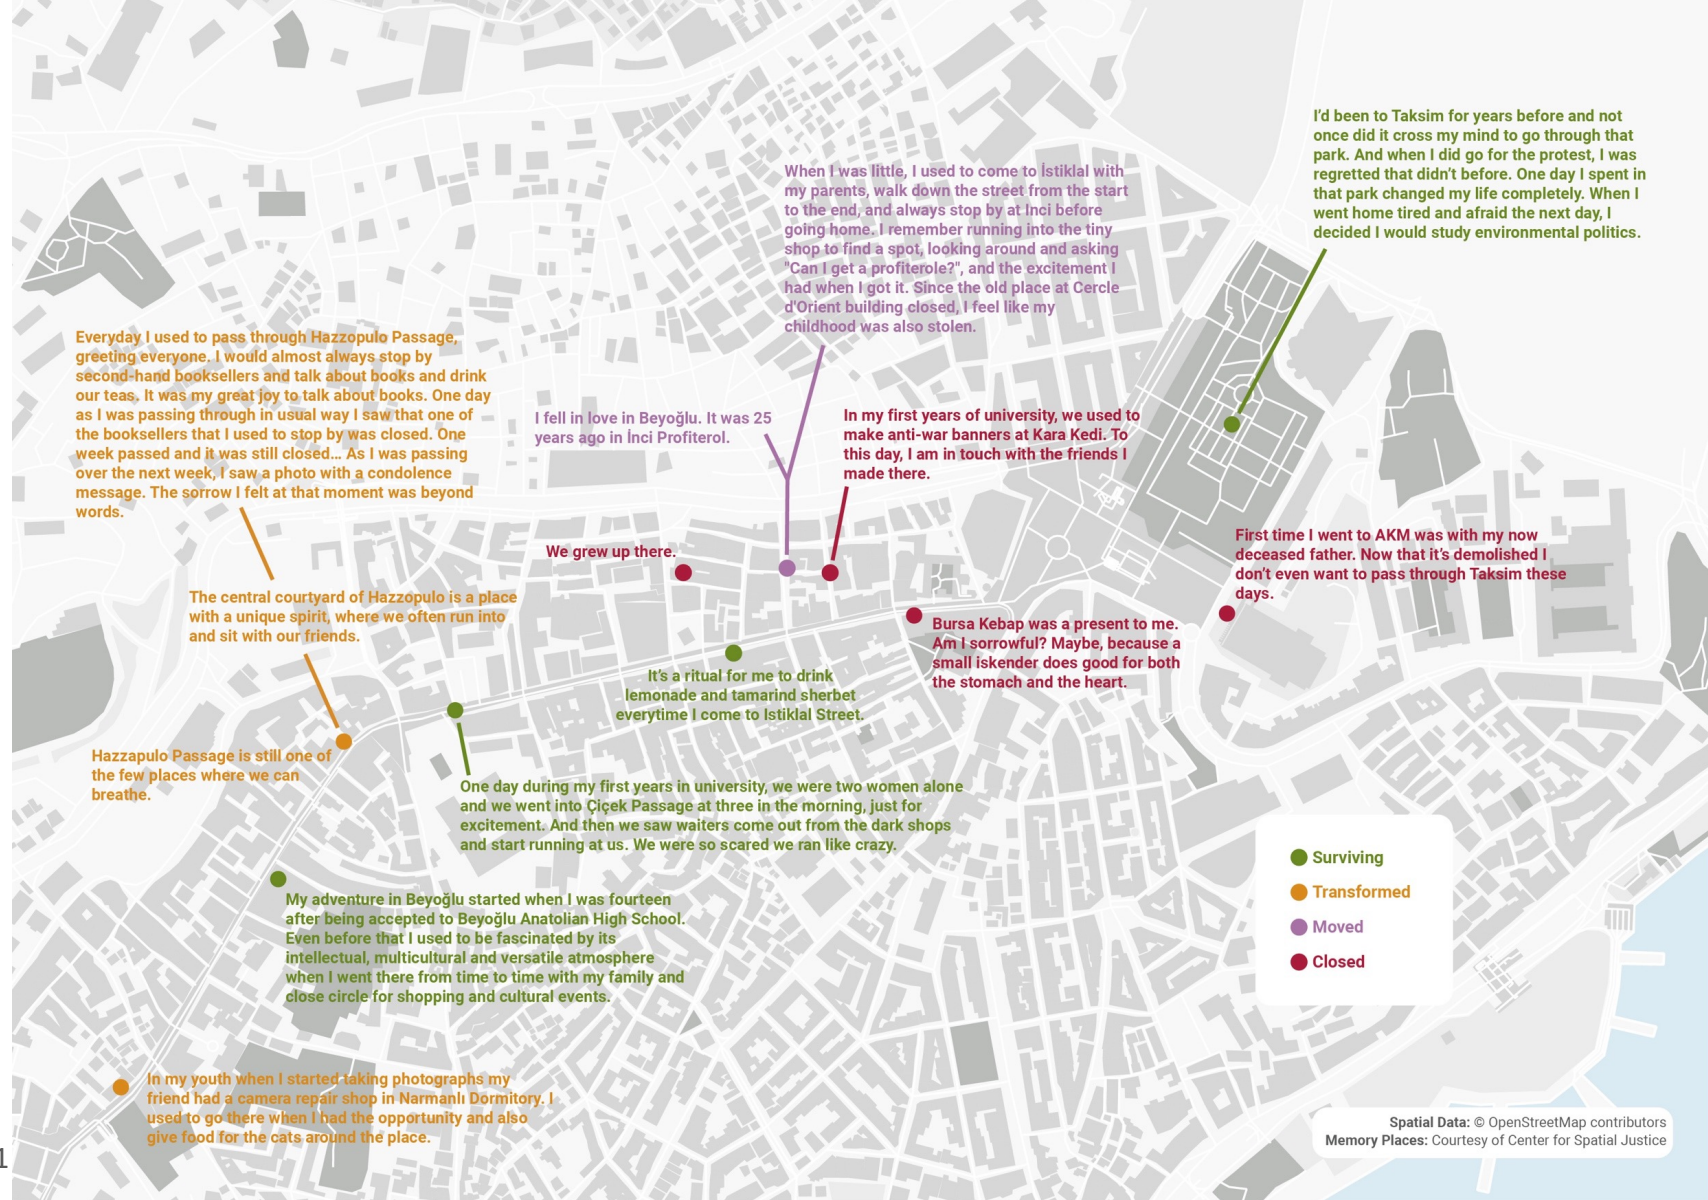 I'd been to Taksim for years before and not
once did it cross my mind to go through that
park. And when I did go for the protest, I was
regretted that didn't before. One day I spent in
that park changed my life completely. When I
went home tired and afraid the next day, I
decided I would study environmental politics.
When I was little, I used to come to İstiklal with
my parents, walk down the street from the start
to the end, and always stop by at Inci before
going home. I remember running into the tiny
shop to find a spot, looking around and asking
"Can I get a profiterole?", and the excitement I
had when I got it. Since the old place at Cercle
d'Orient building closed, I feel like my
childhood was also stolen.
Everyday I used to pass through Hazzopulo Passage,
greeting everyone. I would almost always stop by
second-hand booksellers and talk about books and drink
our teas. It was my great joy to talk about books. One day
as I was passing through in usual way I saw that one of
the booksellers that I used to stop by was closed. One
week passed and it was still closed… As I was passing
over the next week, I saw a photo with a condolence
message. The sorrow I felt at that moment was beyond
words.
I fell in love in Beyoğlu. It was 25
years ago in İnci Profiterol.
In my first years of university, we used to
make anti-war banners at Kara Kedi. To
this day, I am in touch with the friends I
made there.
We grew up there.
First time I went to AKM was with my now
deceased father. Now that it's demolished I
don't even want to pass through Taksim these
days.
The central courtyard of Hazzopulo is a place
with a unique spirit, where we often run into
and sit with our friends.
Bursa Kebap was a present to me.
Am I sorrowful? Maybe, because a
small iskender does good for both
the stomach and the heart.
It's a ritual for me to drink
lemonade and tamarind sherbet
everytime I come to Istiklal Street.
Hazzapulo Passage is still one of
the few places where we can
breathe.
One day during my first years in university, we were two women alone
and we went into Çiçek Passage at three in the morning, just for
excitement. And then we saw waiters come out from the dark shops
and start running at us. We were so scared we ran like crazy.
My adventure in Beyoğlu started when I was fourteen
after being accepted to Beyoğlu Anatolian High School.
Even before that I used to be fascinated by its
intellectual, multicultural and versatile atmosphere
when I went there from time to time with my family and
close circle for shopping and cultural events.
In my youth when I started taking photographs my
friend had a camera repair shop in Narmanlı Dormitory. I
used to go there when I had the opportunity and also
give food for the cats around the place.
Surviving
Transformed
Moved
Closed
Spatial Data: © OpenStreetMap contributors
Memory Places: Courtesy of Center for Spatial Justice
1